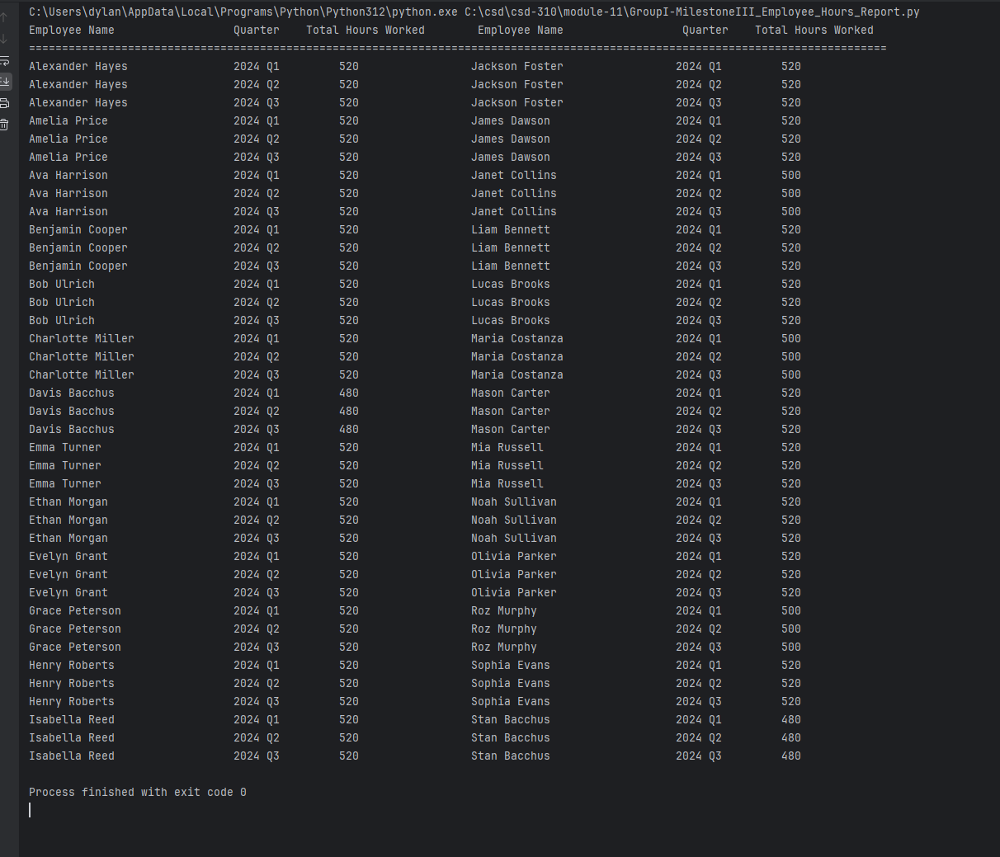 C:\Users\dylan\AppData\Local\Programs\Python\Python312\python.exe C:\csd\csd-310\module-11\GroupI-MilestoneIII_Employee_Hours_Report.py
Employee Name Quarter Total Hours Worked Employee Name Quarter Total Hours Worked
==================================================================================================================================
Alexander Hayes 2024 Q1 520 Jackson Foster 2024 Q1 520
Alexander Hayes 2024 Q2 520 Jackson Foster 2024 Q2 520
Alexander Hayes 2024 Q3 520 Jackson Foster 2024 Q3 520
Amelia Price 2024 Q1 520 James Dawson 2024 Q1 520
Amelia Price 2024 Q2 520 James Dawson 2024 Q2 520
Amelia Price 2024 Q3 520 James Dawson 2024 Q3 520
Ava Harrison 2024 Q1 520 Janet Collins 2024 Q1 500
Ava Harrison 2024 Q2 520 Janet Collins 2024 Q2 500
Ava Harrison 2024 Q3 520 Janet Collins 2024 Q3 500
Benjamin Cooper 2024 Q1 520 Liam Bennett 2024 Q1 520
Benjamin Cooper 2024 Q2 520 Liam Bennett 2024 Q2 520
Benjamin Cooper 2024 Q3 520 Liam Bennett 2024 Q3 520
Bob Ulrich 2024 Q1 520 Lucas Brooks 2024 Q1 520
Bob Ulrich 2024 Q2 520 Lucas Brooks 2024 Q2 520
Bob Ulrich 2024 Q3 520 Lucas Brooks 2024 Q3 520
Charlotte Miller 2024 Q1 520 Maria Costanza 2024 Q1 500
Charlotte Miller 2024 Q2 520 Maria Costanza 2024 Q2 500
Charlotte Miller 2024 Q3 520 Maria Costanza 2024 Q3 500
Davis Bacchus 2024 Q1 480 Mason Carter 2024 Q1 520
Davis Bacchus 2024 Q2 480 Mason Carter 2024 Q2 520
Davis Bacchus 2024 Q3 480 Mason Carter 2024 Q3 520
Emma Turner 2024 Q1 520 Mia Russell 2024 Q1 520
Emma Turner 2024 Q2 520 Mia Russell 2024 Q2 520
Emma Turner 2024 Q3 520 Mia Russell 2024 Q3 520
Ethan Morgan 2024 Q1 520 Noah Sullivan 2024 Q1 520
Ethan Morgan 2024 Q2 520 Noah Sullivan 2024 Q2 520
Ethan Morgan 2024 Q3 520 Noah Sullivan 2024 Q3 520
Evelyn Grant 2024 Q1 520 Olivia Parker 2024 Q1 520
Evelyn Grant 2024 Q2 520 Olivia Parker 2024 Q2 520
Evelyn Grant 2024 Q3 520 Olivia Parker 2024 Q3 520
Grace Peterson 2024 Q1 520 Roz Murphy 2024 Q1 500
Grace Peterson 2024 Q2 520 Roz Murphy 2024 Q2 500
Grace Peterson 2024 Q3 520 Roz Murphy 2024 Q3 500
Henry Roberts 2024 Q1 520 Sophia Evans 2024 Q1 520
Henry Roberts 2024 Q2 520 Sophia Evans 2024 Q2 520
Henry Roberts 2024 Q3 520 Sophia Evans 2024 Q3 520
Isabella Reed 2024 Q1 520 Stan Bacchus 2024 Q1 480
Isabella Reed 2024 Q2 520 Stan Bacchus 2024 Q2 480
Isabella Reed 2024 Q3 520 Stan Bacchus 2024 Q3 480
Process finished with exit code 0